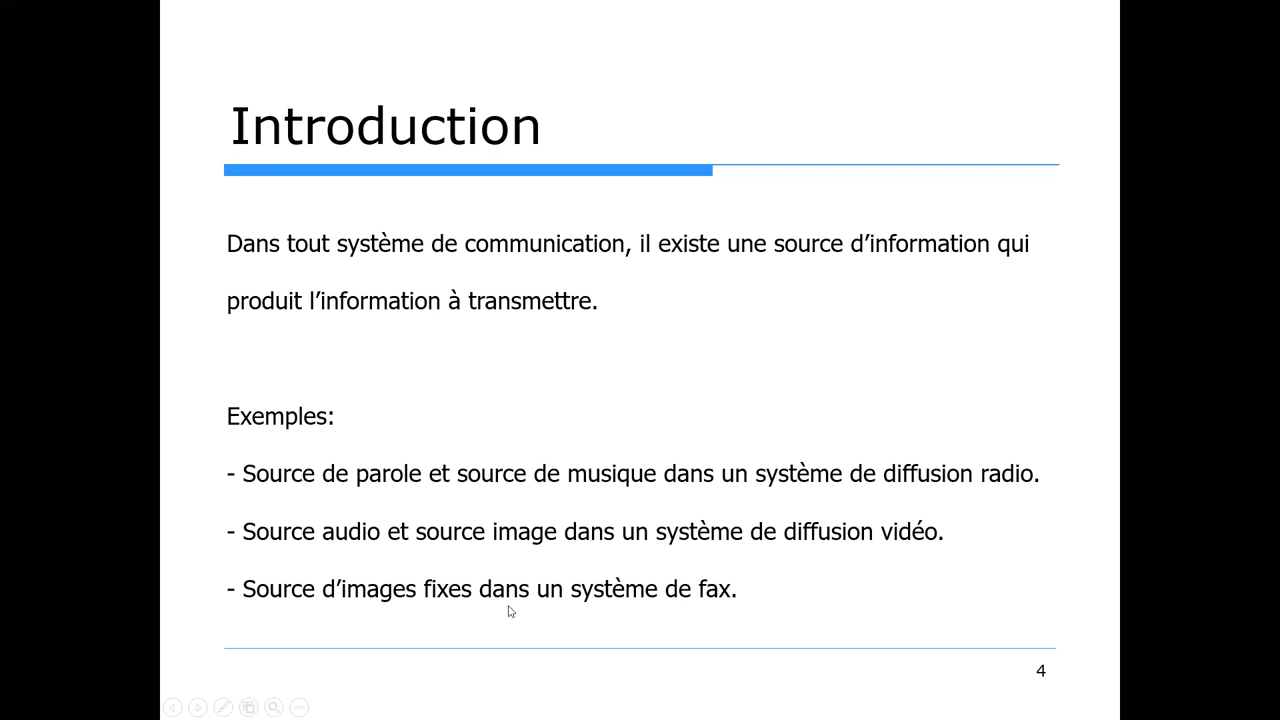 Introduction
Dans tout système de communication, il existe une source d’information qui
produit l’information à transmettre.
Exemples:
- Source de parole et source de musique dans un système de diffusion radio.
- Source audio et source image dans un système de diffusion vidéo.
- Source d’images fixes dans un système de fax.
4